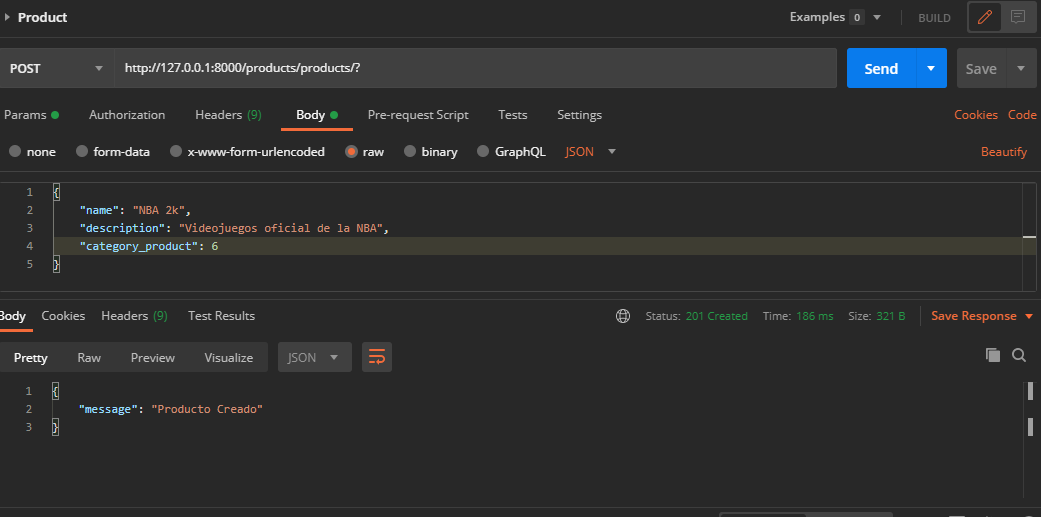 Product Examples 0 BUILD
POST http://127.0.0.1:8000/products/products/? Send Save
Params Authorization Headers (9) Body Pre-request Script Tests Settings Cookies Code
none form-data x-www-form-urlencoded raw binary GraphQL JSON Beautify
1 {
2 "name": "NBA 2k",
3 "description": "Videojuegos oficial de la NBA",
4 "category_product": 6
5 }
Body Cookies Headers (9) Test Results Status: 201 Created Time: 186 ms Size: 321 B Save Response
Pretty Raw Preview Visualize JSON
1 {
2 "message": "Producto Creado"
3 }